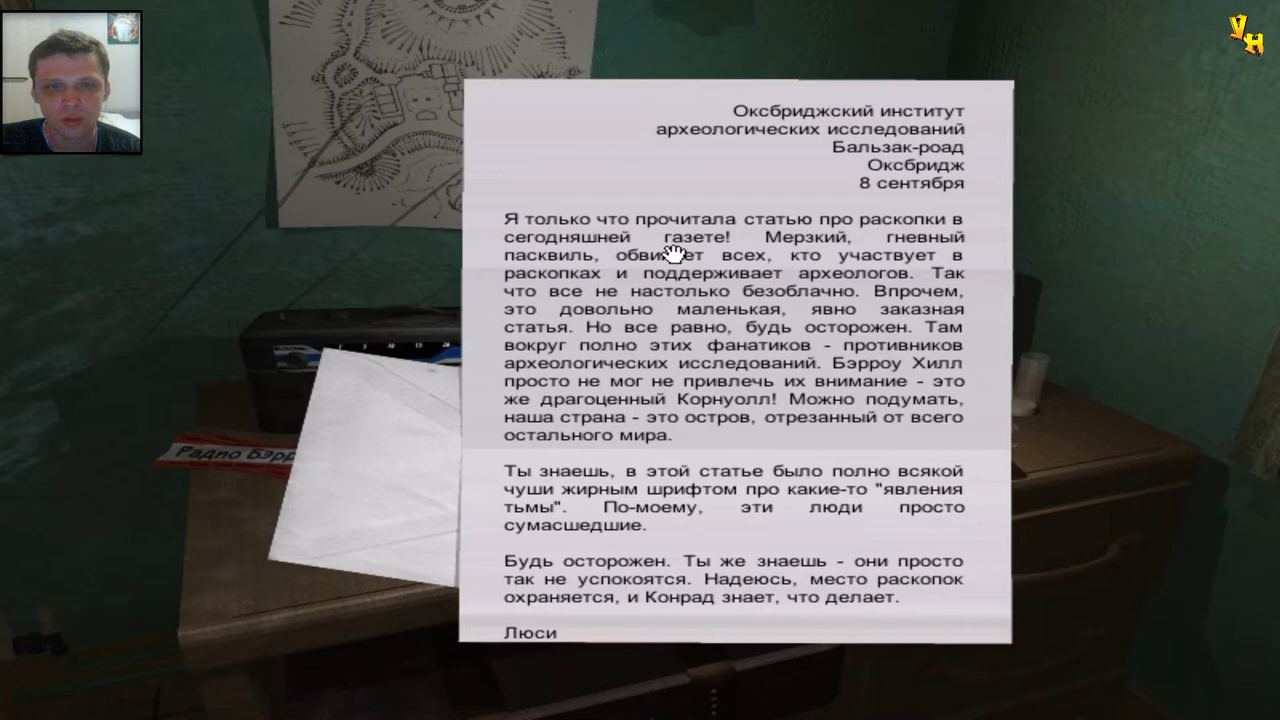 Оксбриджский институт
археологических исследований
Бальзак-роад
Оксбридж
8 сентября
Я только что прочитала статью про раскопки в
сегодняшней газете! Мерзкий, гневный
пасквиль, обвиняет всех, кто участвует в
раскопках и поддерживает археологов. Так
что все не настолько безоблачно. Впрочем,
это довольно маленькая, явно заказная
статья. Но все равно, будь осторожен. Там
вокруг полно этих фанатиков - противников
археологических исследований. Бэрроу Хилл
просто не мог не привлечь их внимание - это
же драгоценный Корнуолл! Можно подумать,
наша страна - это остров, отрезанный от всего
остального мира.
Ты знаешь, в этой статье было полно всякой
чуши жирным шрифтом про какие-то "явления
тьмы". По-моему, эти люди просто
сумасшедшие.
Будь осторожен. Ты же знаешь - они просто
так не успокоятся. Надеюсь, место раскопок
охраняется, и Конрад знает, что делает.
Люси
Радио Бэрр
УН